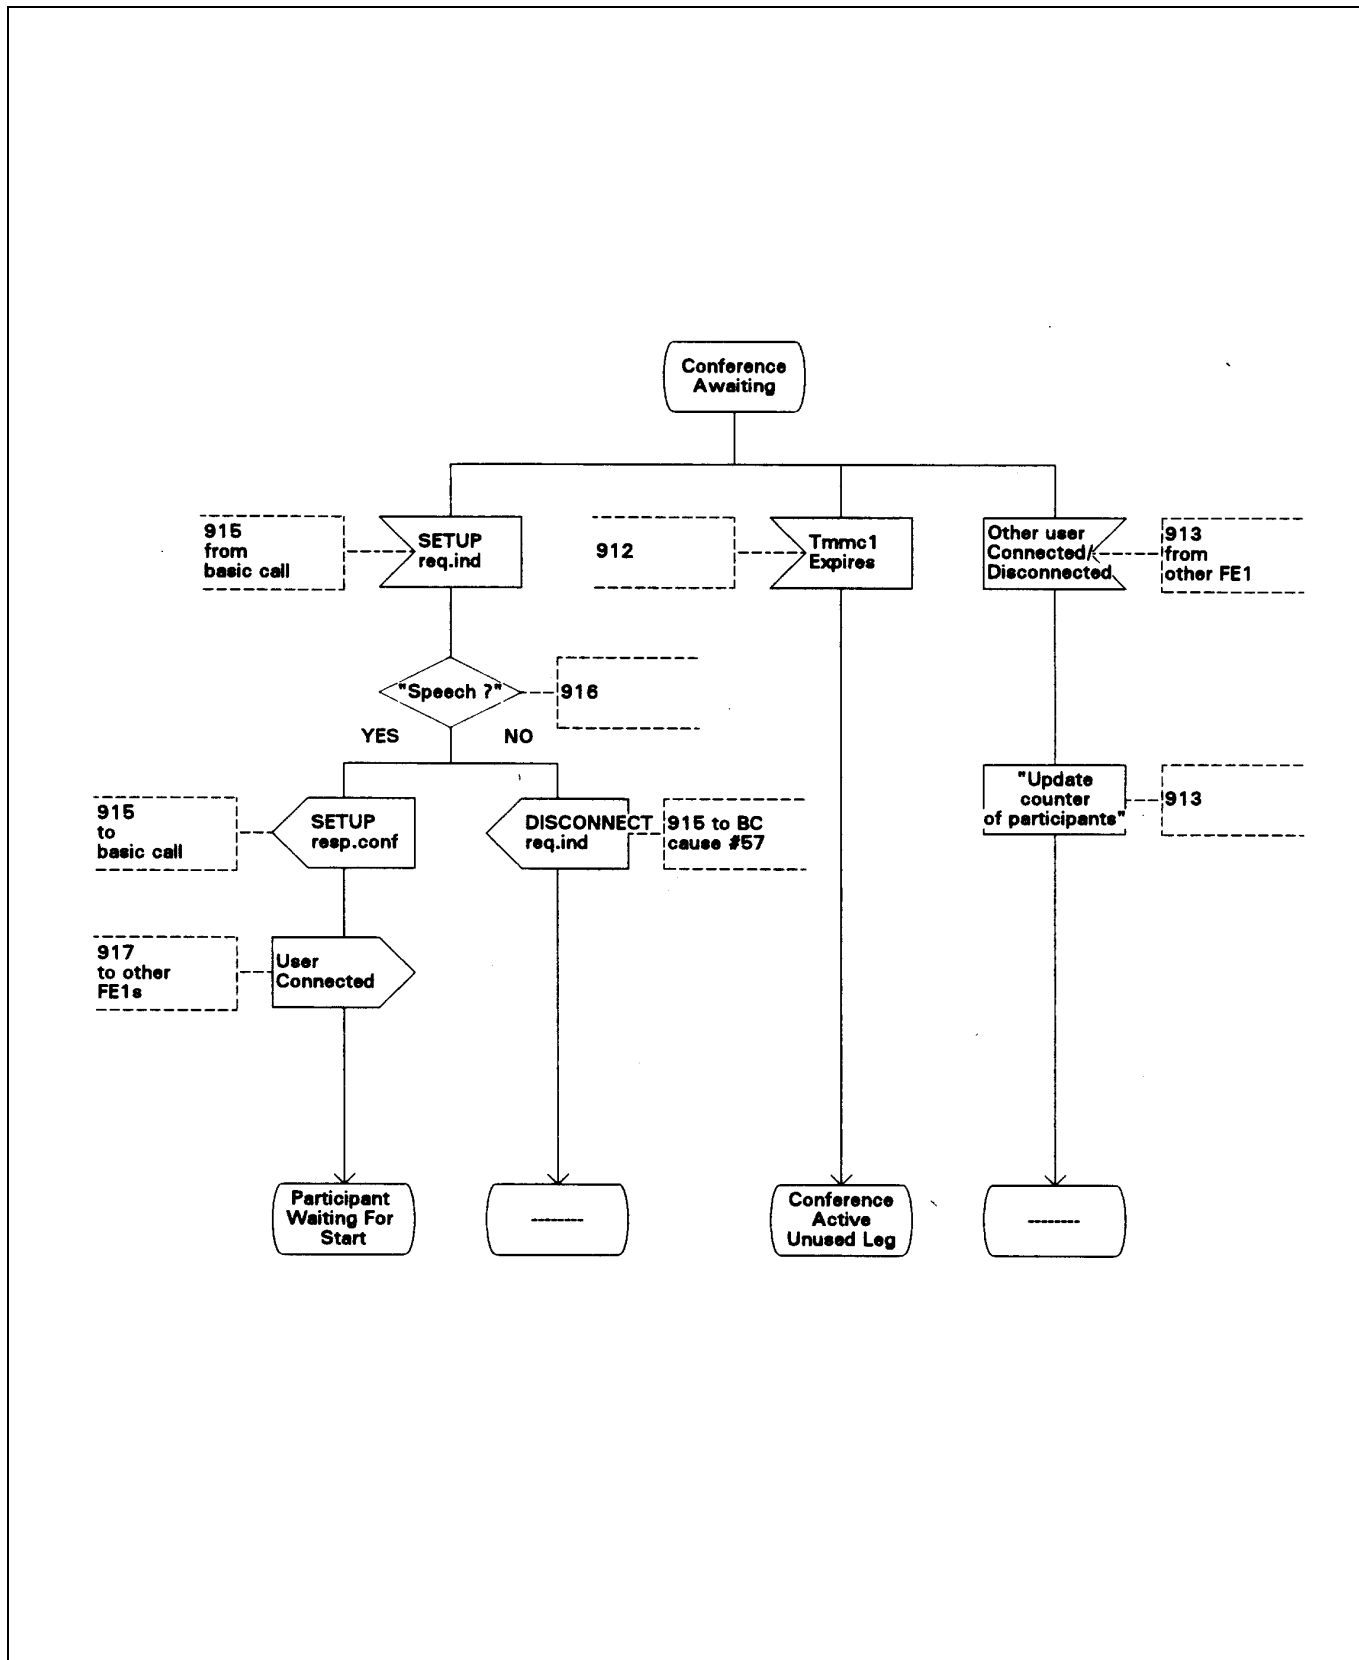 Conference
Awaiting
915
from
basic call
SETUP
req.ind
912
Tmmc1
Expires
Other user
Connected/
Disconnected
913
from
other FE1
"Speech ?"
916
YES
NO
915
to
basic call
SETUP
resp.conf
DISCONNECT
req.ind
915 to BC
cause #57
"Update
counter
of participants"
913
917
to other
FE1s
User
Connected
Participant
Waiting For
Start
--------
Conference
Active
Unused Leg
--------